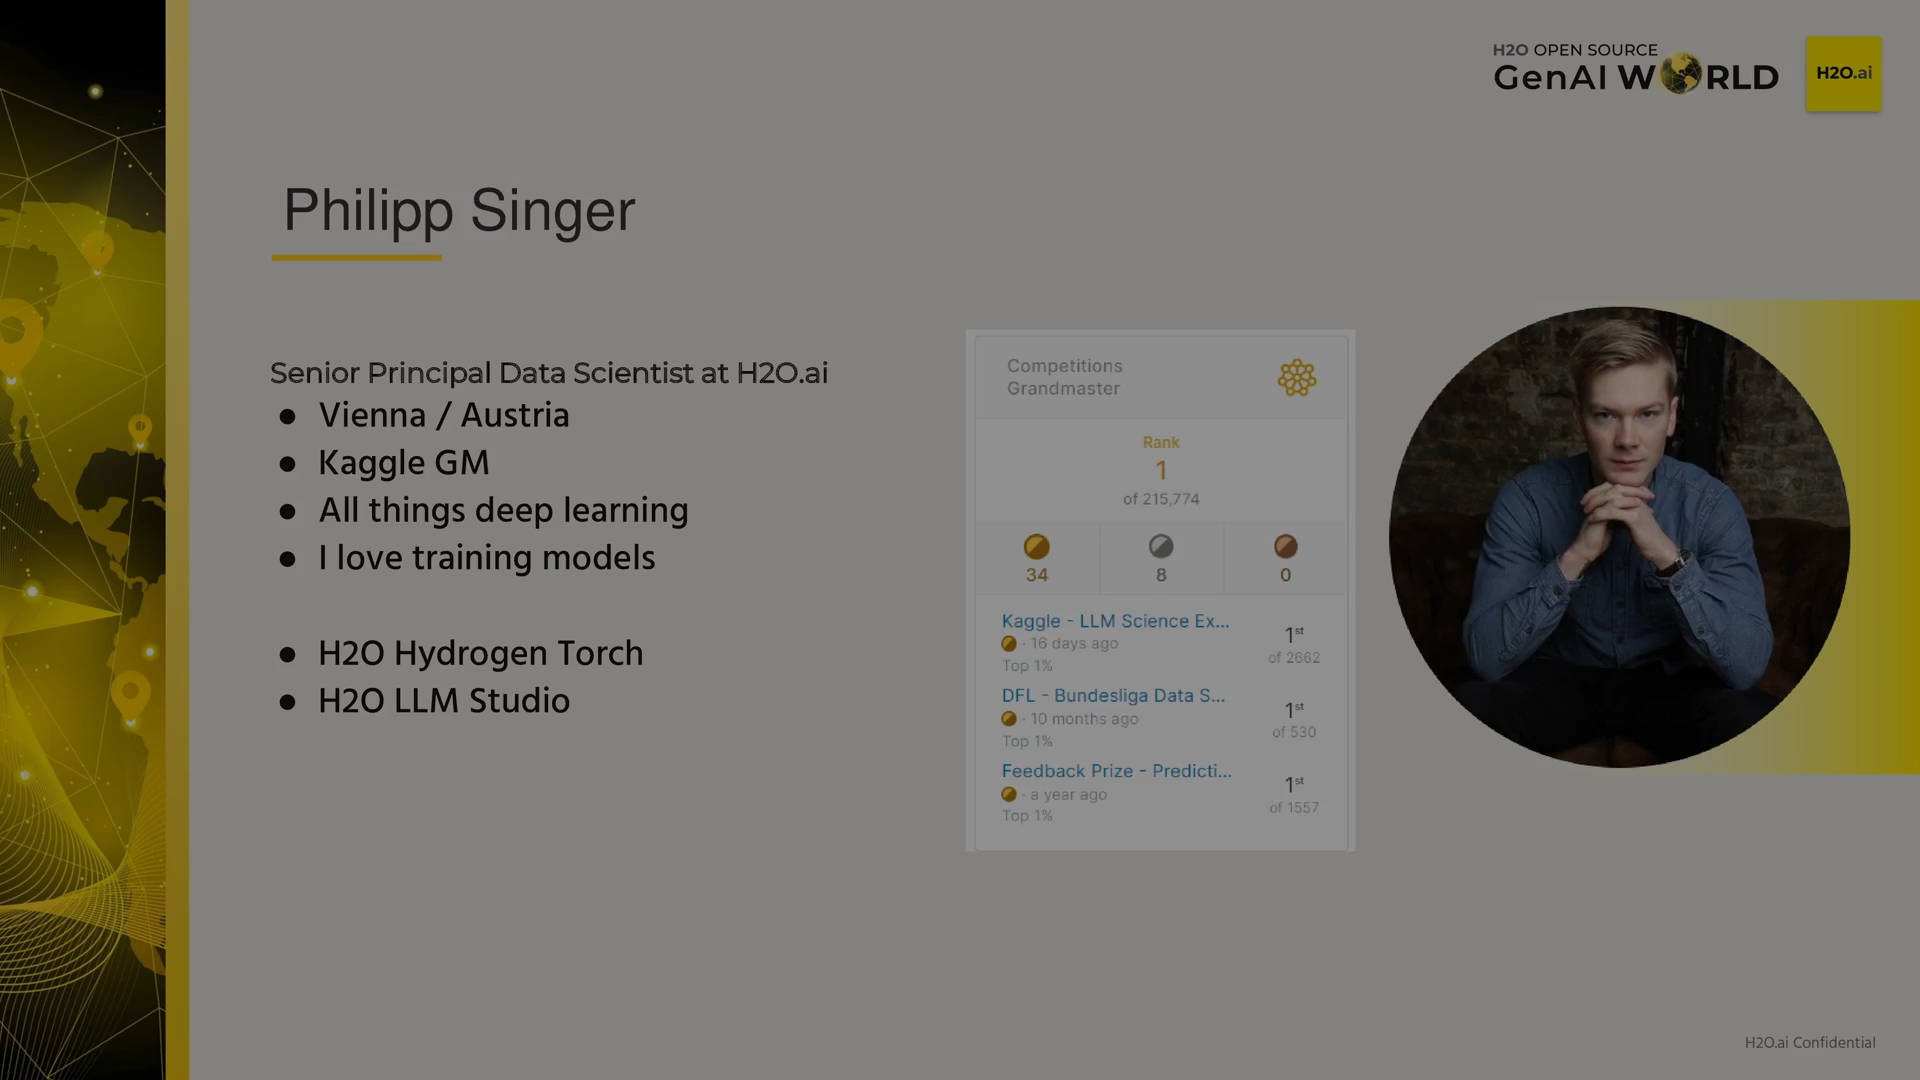 H2O OPEN SOURCE
GenAI WORLD
H2O.ai
Philipp Singer
Senior Principal Data Scientist at H2O.ai
● Vienna / Austria
● Kaggle GM
● All things deep learning
● I love training models
● H2O Hydrogen Torch
● H2O LLM Studio
Competitions
Grandmaster
Rank
1
of 215,774
34 8 0
Kaggle - LLM Science Ex...
· 16 days ago
Top 1%
1st
of 2662
DFL - Bundesliga Data S...
· 10 months ago
Top 1%
1st
of 530
Feedback Prize - Predicti...
· a year ago
Top 1%
1st
of 1557
H2O.ai Confidential